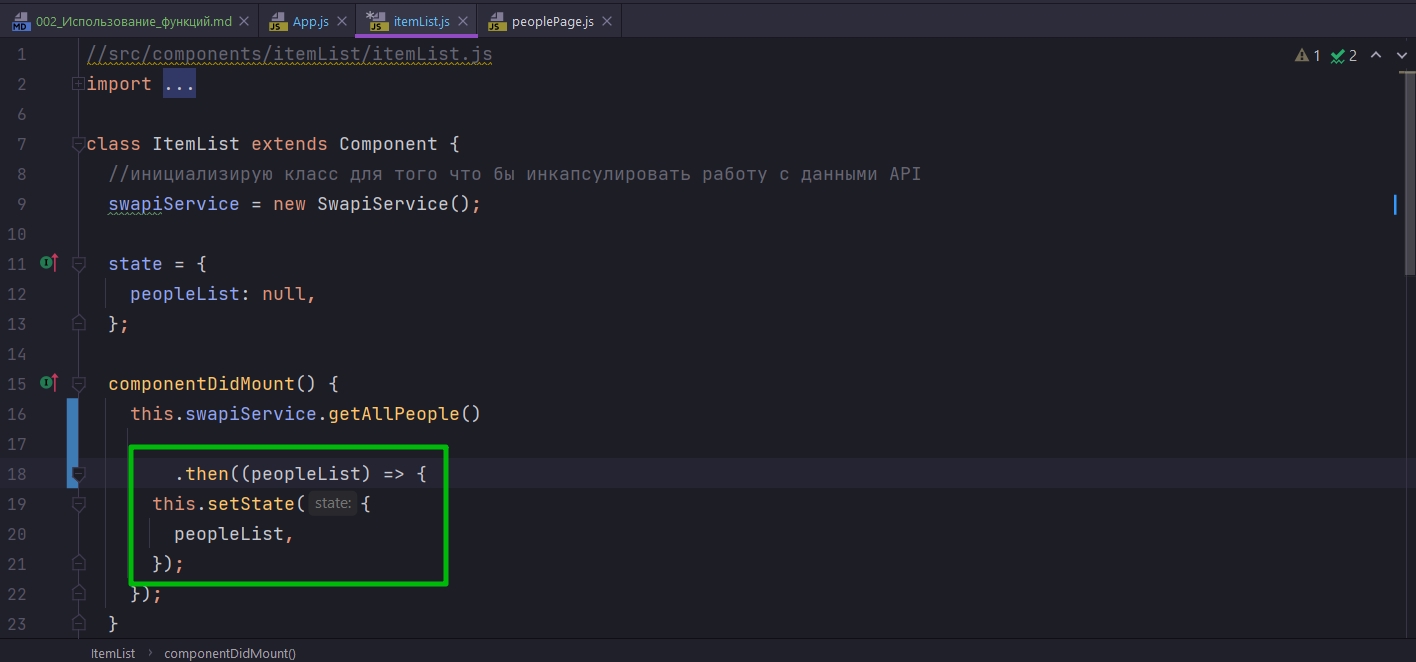 002_Использование_функций.md App.js itemList.js peoplePage.js
1 //src/components/itemList/itemList.js 1 2
2 import ...
6
7 class ItemList extends Component {
8 //инициализирую класс для того что бы инкапсулировать работу с данными API
9 swapiService = new SwapiService();
10
11 state = {
12 peopleList: null,
13 };
14
15 componentDidMount() {
16 this.swapiService.getAllPeople()
17
18 .then((peopleList) => {
19 this.setState( state: {
20 peopleList,
21 });
22 });
23 }
ItemList › componentDidMount()